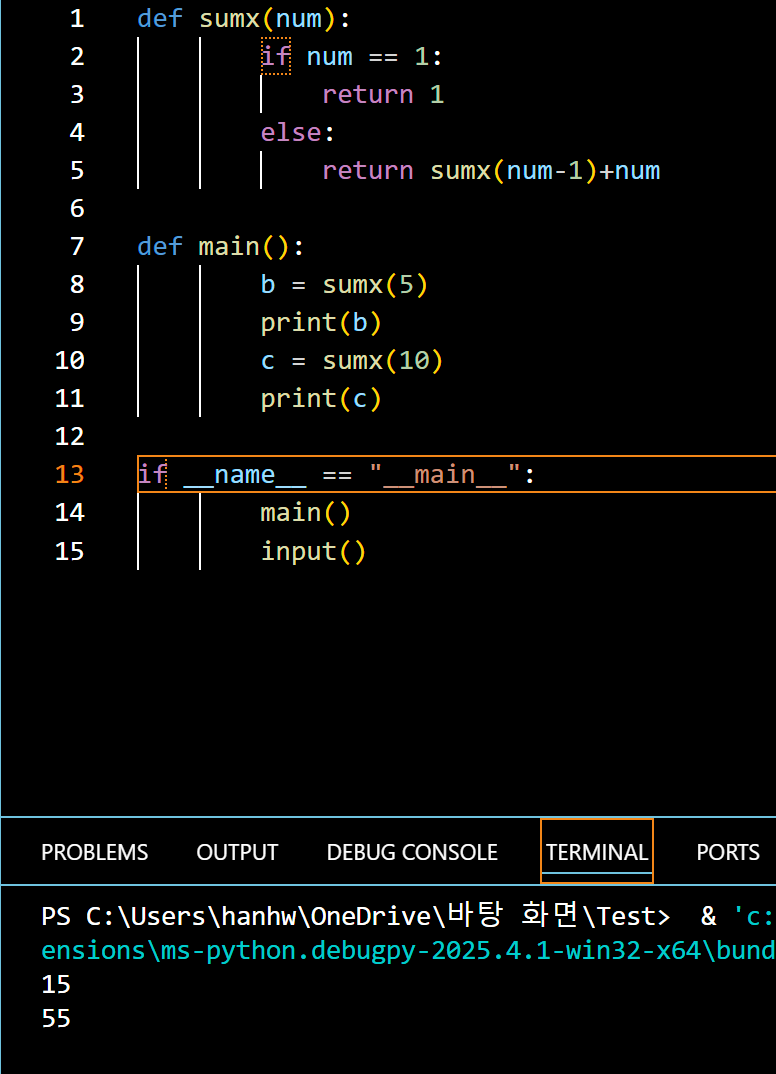 1 def sumx(num):
2 if num == 1:
3 return 1
4 else:
5 return sumx(num-1)+num
6
7 def main():
8 b = sumx(5)
9 print(b)
10 c = sumx(10)
11 print(c)
12
13 if __name__ == "__main__":
14 main()
15 input()
PROBLEMS OUTPUT DEBUG CONSOLE TERMINAL PORTS
PS C:\Users\hanhw\OneDrive\바탕 화면\Test>  & 'c:
ensions\ms-python.debugpy-2025.4.1-win32-x64\bund
15
55